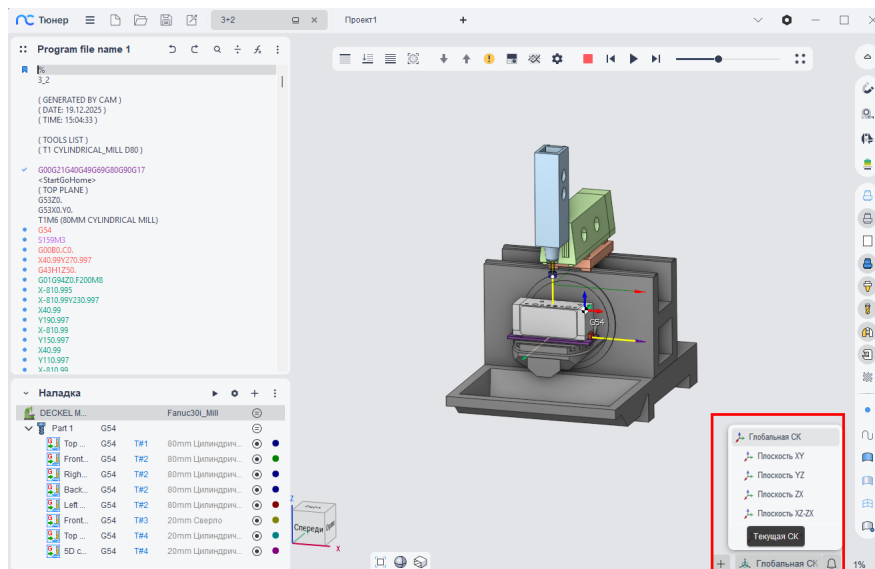 Тюнер
3+2
Проект1
Program file name 1
%
3_2
( GENERATED BY CAM )
( DATE: 19.12.2025 )
( TIME: 15:04:33 )
( TOOLS LIST )
( T1 CYLINDRICAL_MILL D80 )
G00G21G40G49G69G80G90G17
<StartGoHome>
( TOP PLANE )
G53Z0.
G53X0.Y0.
T1M6 (80MM CYLINDRICAL MILL)
G54
S159M3
G00B0.C0.
X40.99Y270.997
G43H1Z50.
G01G94Z0.F200M8
X-810.995
X-810.99Y230.997
X40.99
Y190.997
X-810.99
Y150.997
X40.99
Y110.997
X-810.99
Наладка
DECKEL M... Fanuc30i_Mill
Part 1 G54
Top ... G54 T#1 80mm Цилиндрич...
Front... G54 T#2 80mm Цилиндрич...
Righ... G54 T#2 80mm Цилиндрич...
Back... G54 T#2 80mm Цилиндрич...
Left ... G54 T#2 80mm Цилиндрич...
Front... G54 T#3 20mm Сверло
Top ... G54 T#4 20mm Цилиндрич...
5D c... G54 T#4 20mm Цилиндрич...
G54
Z
Спереди
X
Глобальная СК
Плоскость XY
Плоскость YZ
Плоскость ZX
Плоскость XZ-ZX
Текущая СК
Глобальная СК
1%